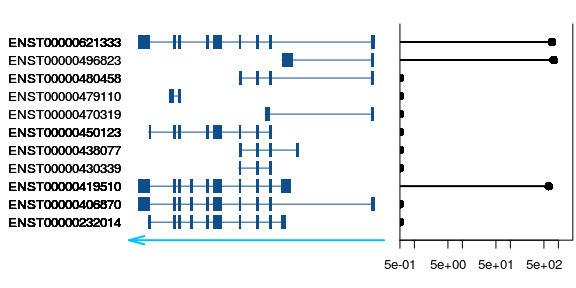 ENST00000621333
ENST00000496823
ENST00000480458
ENST00000479110
ENST00000470319
ENST00000450123
ENST00000438077
ENST00000430339
ENST00000419510
ENST00000406870
ENST00000232014
5e-01 5e+00 5e+01 5e+02